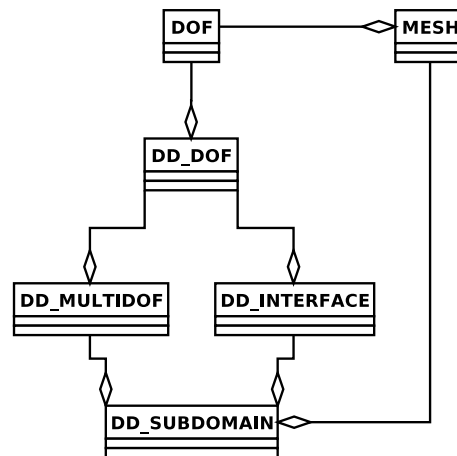 DOF
MESH
DD_DOF
DD_MULTIDOF
DD_INTERFACE
DD_SUBDOMAIN